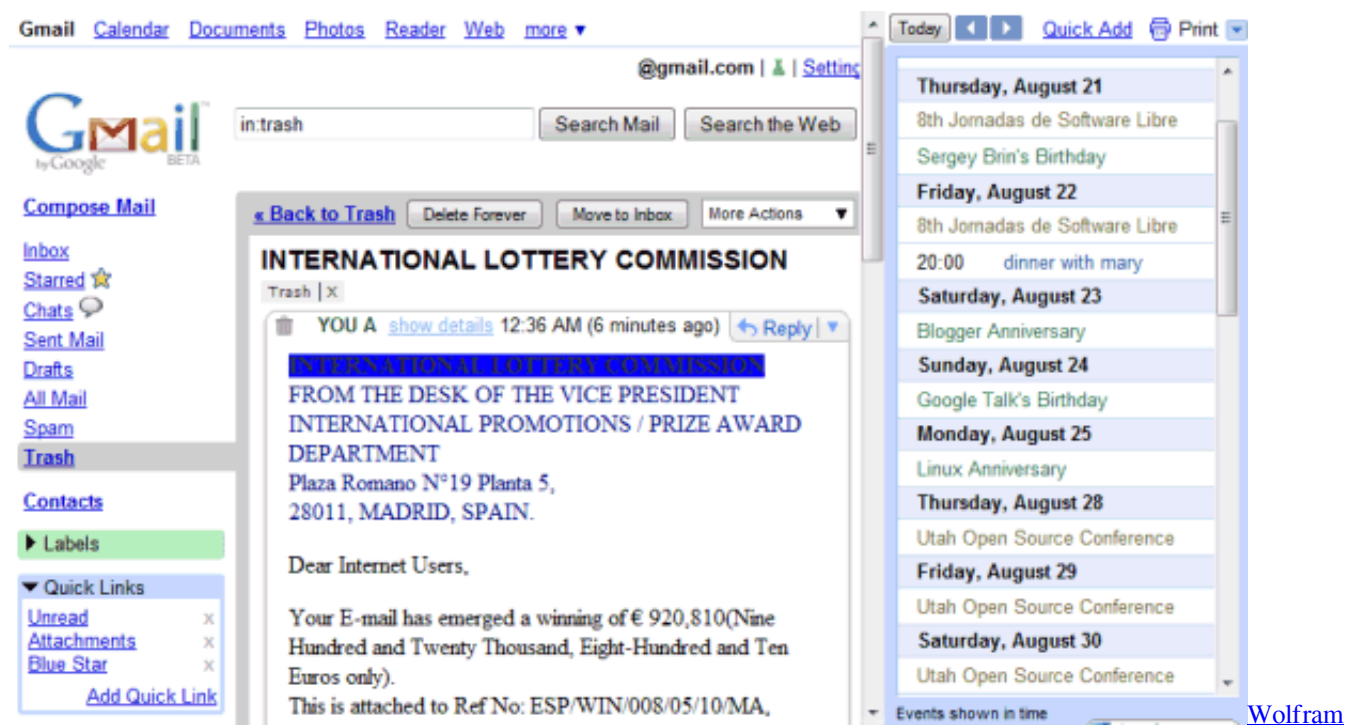 Gmail Calendar Documents Photos Reader Web more ▼
@gmail.com | Setting
Gmail
by Google BETA
in:trash Search Mail Search the Web
Compose Mail
Inbox
Starred
Chats
Sent Mail
Drafts
All Mail
Spam
Trash
Contacts
Labels
Quick Links
Unread x
Attachments x
Blue Star x
Add Quick Link
« Back to Trash Delete Forever Move to Inbox More Actions ▼
INTERNATIONAL LOTTERY COMMISSION
Trash | X
YOU A show details 12:36 AM (6 minutes ago) Reply
INTERNATIONAL LOTTERY COMMISSION
FROM THE DESK OF THE VICE PRESIDENT
INTERNATIONAL PROMOTIONS / PRIZE AWARD
DEPARTMENT
Plaza Romano N°19 Planta 5,
28011, MADRID, SPAIN.
Dear Internet Users,
Your E-mail has emerged a winning of € 920,810(Nine
Hundred and Twenty Thousand, Eight-Hundred and Ten
Euros only).
This is attached to Ref No: ESP/WIN/008/05/10/MA,
Today Quick Add Print
Thursday, August 21
8th Jornadas de Software Libre
Sergey Brin's Birthday
Friday, August 22
8th Jornadas de Software Libre
20:00 dinner with mary
Saturday, August 23
Blogger Anniversary
Sunday, August 24
Google Talk's Birthday
Monday, August 25
Linux Anniversary
Thursday, August 28
Utah Open Source Conference
Friday, August 29
Utah Open Source Conference
Saturday, August 30
Utah Open Source Conference
Events shown in time
Wolfram